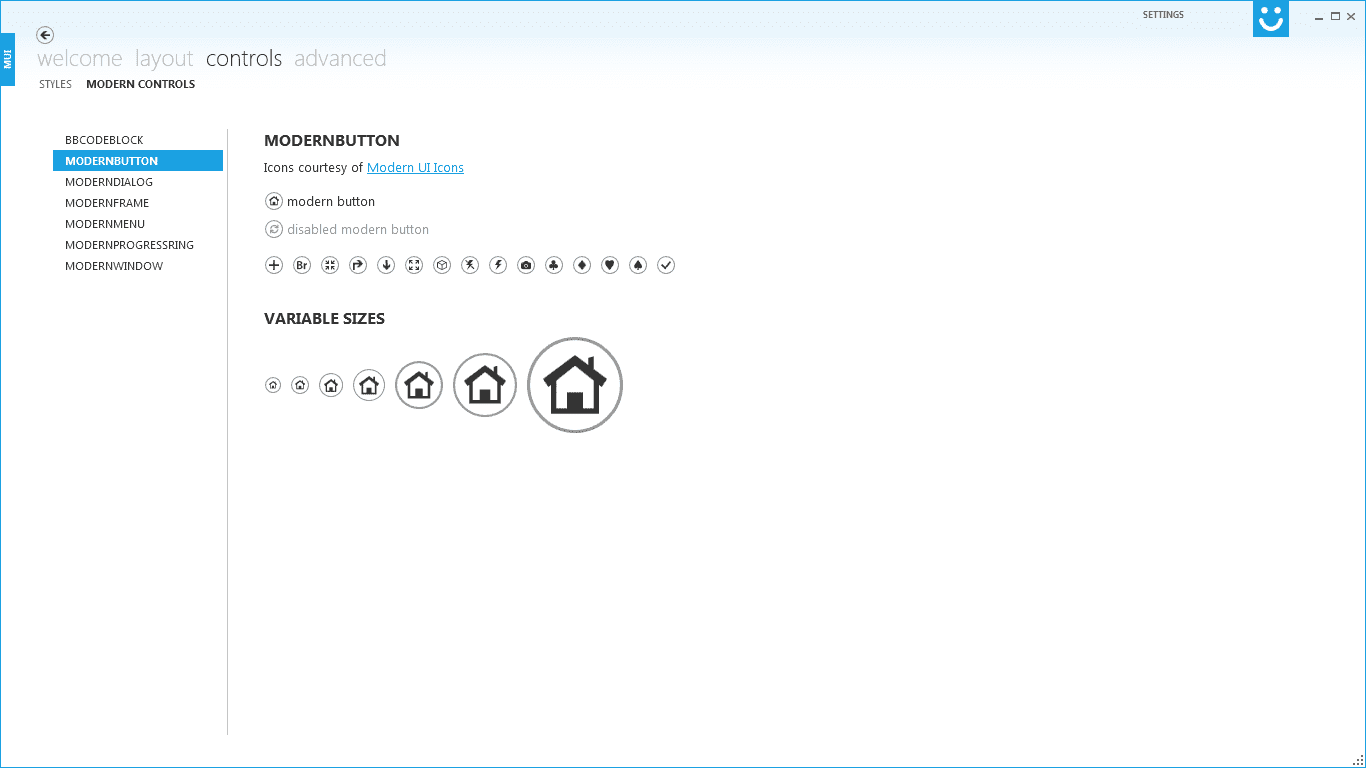 SETTINGS
MUI
welcome layout controls advanced
STYLES MODERN CONTROLS
BBCODEBLOCK
MODERNBUTTON
MODERNDIALOG
MODERNFRAME
MODERNMENU
MODERNPROGRESSRING
MODERNWINDOW
MODERNBUTTON
Icons courtesy of Modern UI Icons
modern button
disabled modern button
Br
VARIABLE SIZES